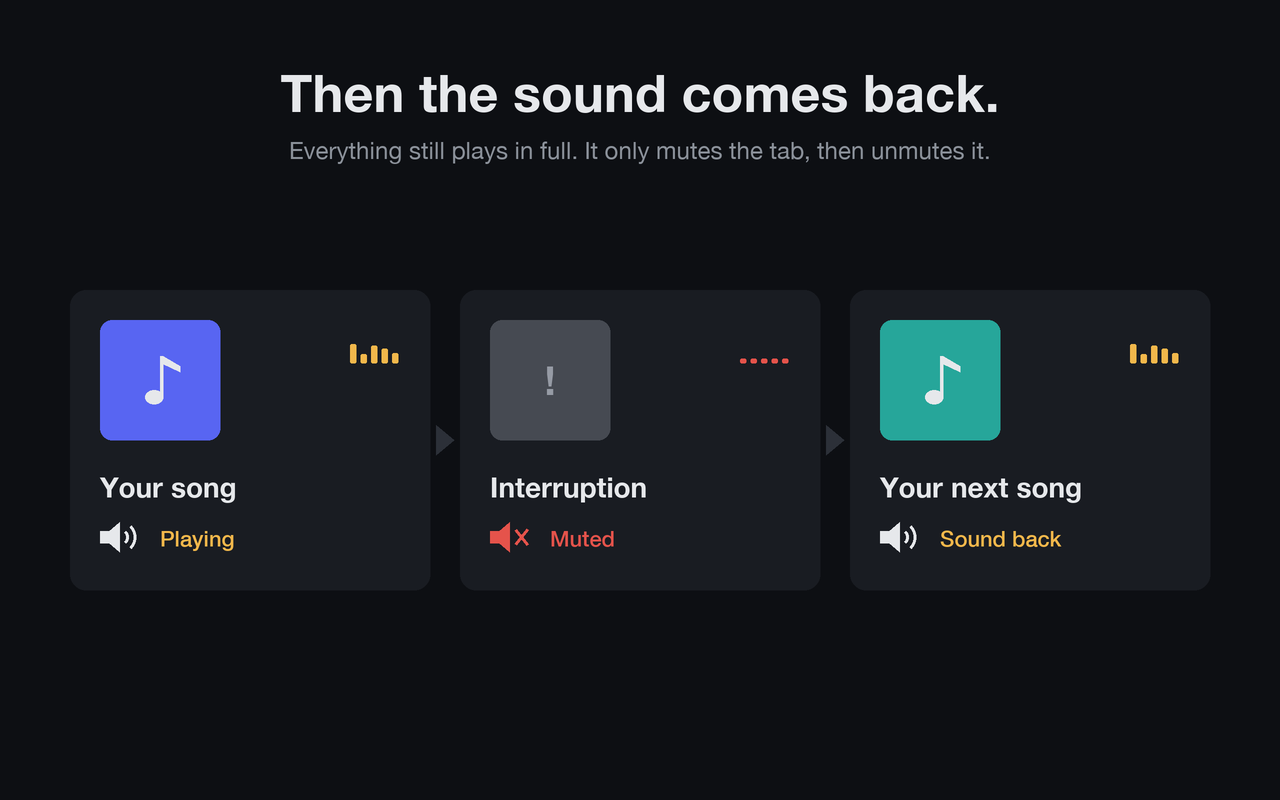 Then the sound comes back.
Everything still plays in full. It only mutes the tab, then unmutes it.
!
Your song
Playing
Interruption
Muted
Your next song
Sound back